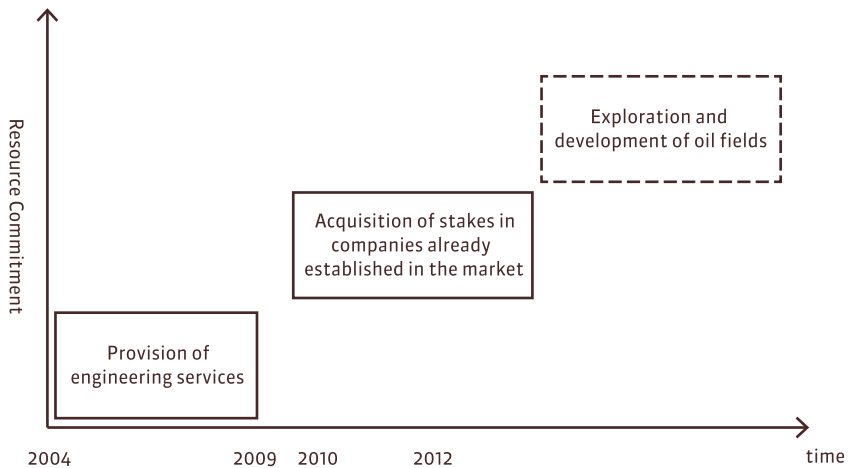 Resource Commitment
Exploration and
development of oil fields
Acquisition of stakes in
companies already
established in the market
Provision of
engineering services
2004 2009 2010 2012 time